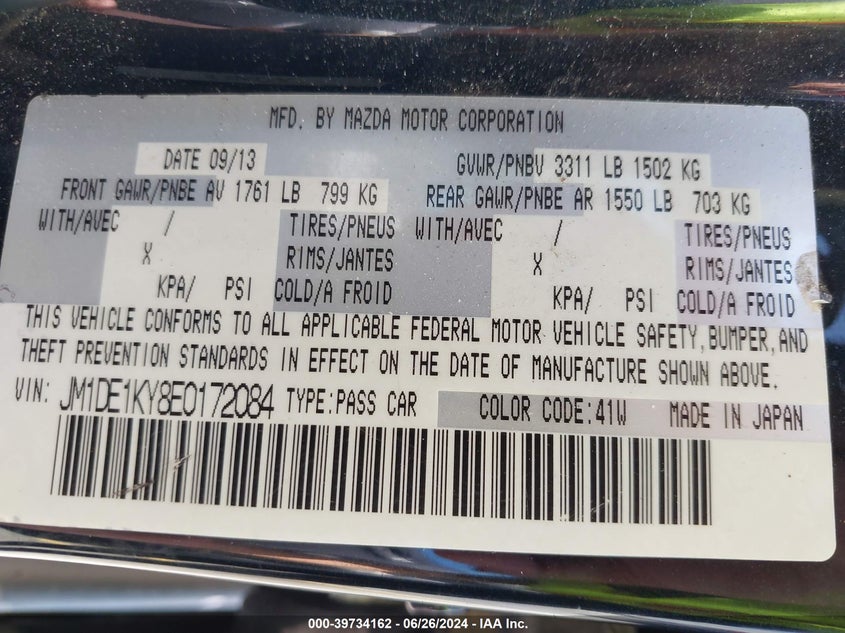 MFD. BY MAZDA MOTOR CORPORATION
DATE 09/13 GVWR/PNBV 3311 LB 1502 KG
FRONT GAWR/PNBE AV 1761 LB 799 KG REAR GAWR/PNBE AR 1550 LB 703 KG
WITH/AVEC / TIRES/PNEUS WITH/AVEC / TIRES/PNEUS
X RIMS/JANTES X RIMS/JANTES
KPA/ PSI COLD/A FROID KPA/ PSI COLD/A FROID
THIS VEHICLE CONFORMS TO ALL APPLICABLE FEDERAL MOTOR VEHICLE SAFETY, BUMPER, AND
THEFT PREVENTION STANDARDS IN EFFECT ON THE DATE OF MANUFACTURE SHOWN ABOVE.
VIN: JM1DE1KY8E0172084 TYPE:PASS CAR COLOR CODE:41W MADE IN JAPAN
000-39734162 - 06/26/2024 - IAA Inc.